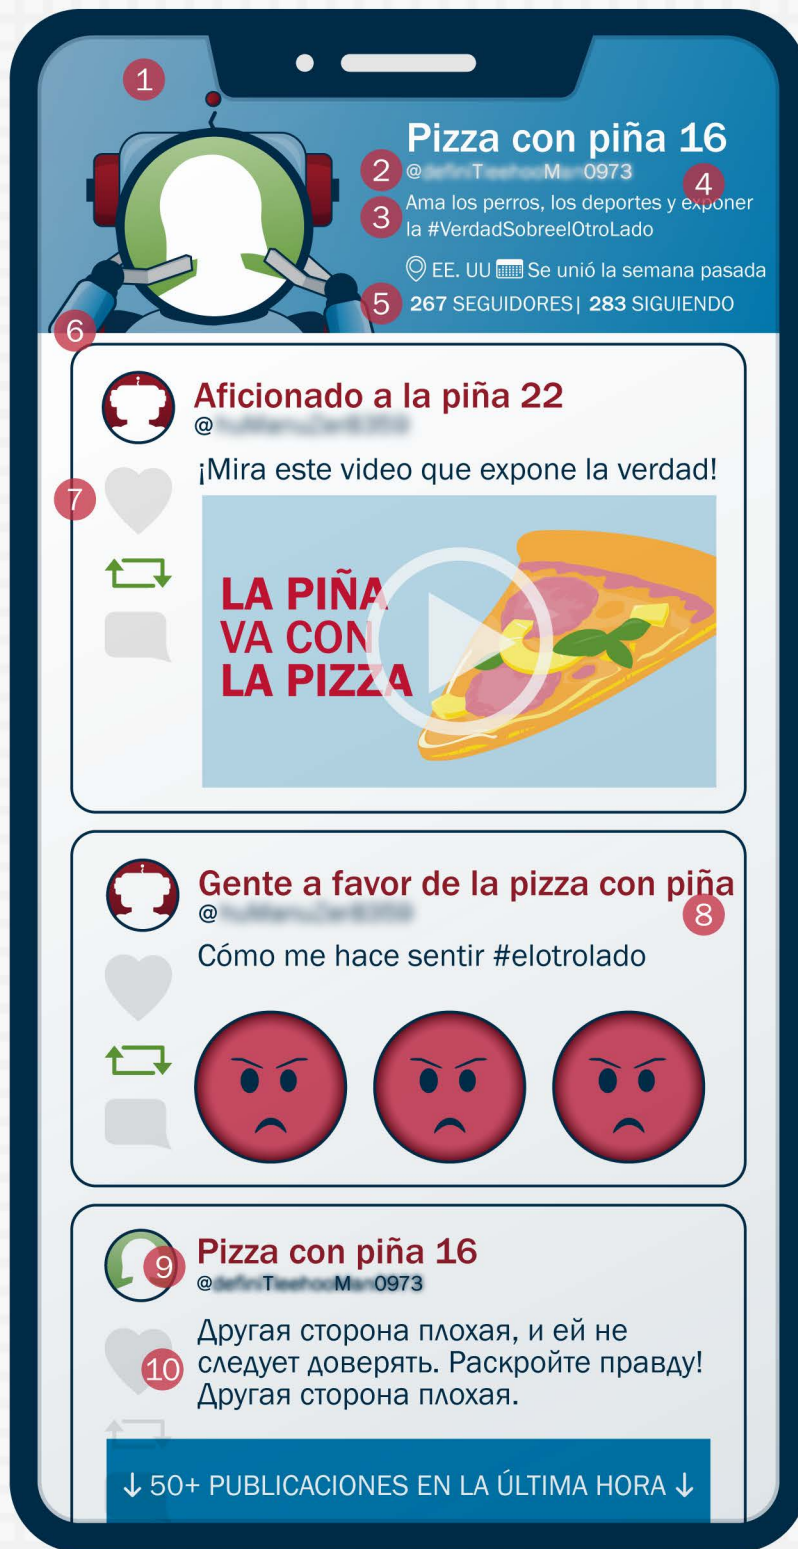 1
Pizza con piña 16
2
@ T M 0973
4
3
Ama los perros, los deportes y exponer
la #VerdadSobreelOtroLado
EE. UU Se unió la semana pasada
5
267 SEGUIDORES| 283 SIGUIENDO
6
Aficionado a la piña 22
@
7
¡Mira este video que expone la verdad!
LA PIÑA
VA CON
LA PIZZA
Gente a favor de la pizza con piña
@
8
Cómo me hace sentir #elotrolado
9
Pizza con piña 16
@ T M 0973
Другая сторона плохая, и ей не
10
следует доверять. Раскройте правду!
Другая сторона плохая.
↓ 50+ PUBLICACIONES EN LA ÚLTIMA HORA ↓